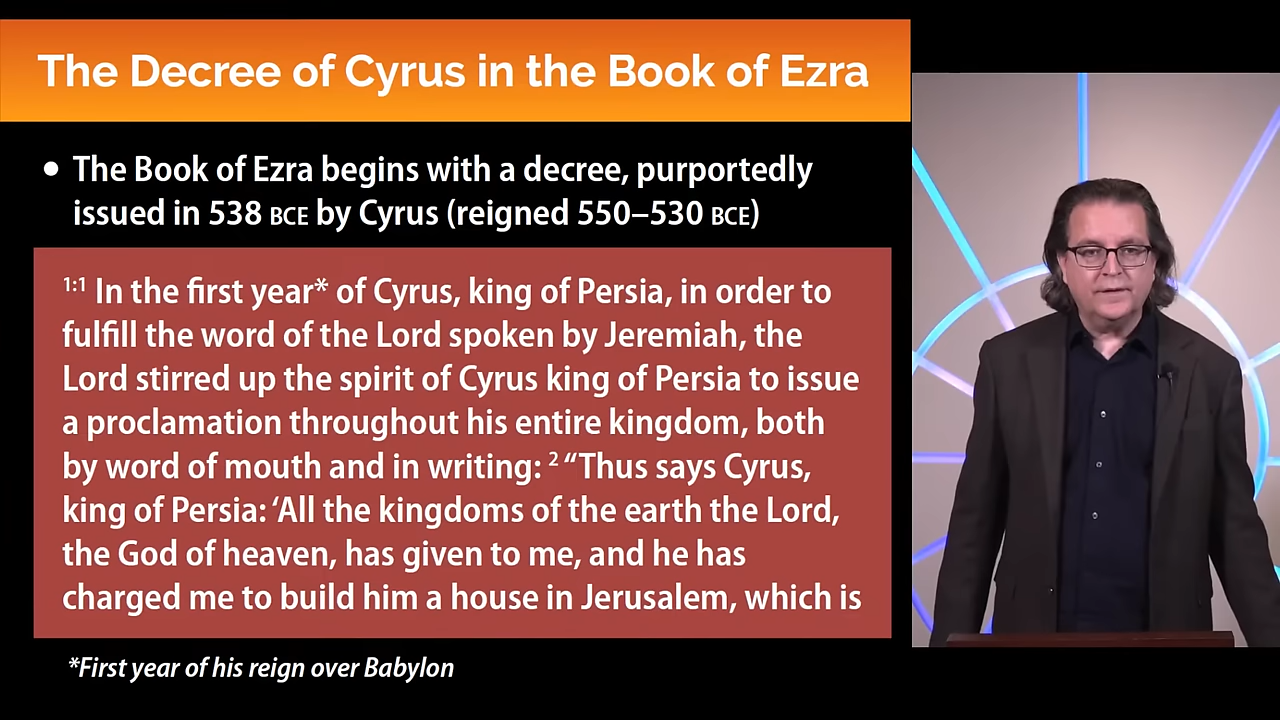 The Decree of Cyrus in the Book of Ezra
• The Book of Ezra begins with a decree, purportedly
issued in 538 BCE by Cyrus (reigned 550–530 BCE)
1:1 In the first year* of Cyrus, king of Persia, in order to
fulfill the word of the Lord spoken by Jeremiah, the
Lord stirred up the spirit of Cyrus king of Persia to issue
a proclamation throughout his entire kingdom, both
by word of mouth and in writing: 2 “Thus says Cyrus,
king of Persia: ‘All the kingdoms of the earth the Lord,
the God of heaven, has given to me, and he has
charged me to build him a house in Jerusalem, which is
*First year of his reign over Babylon